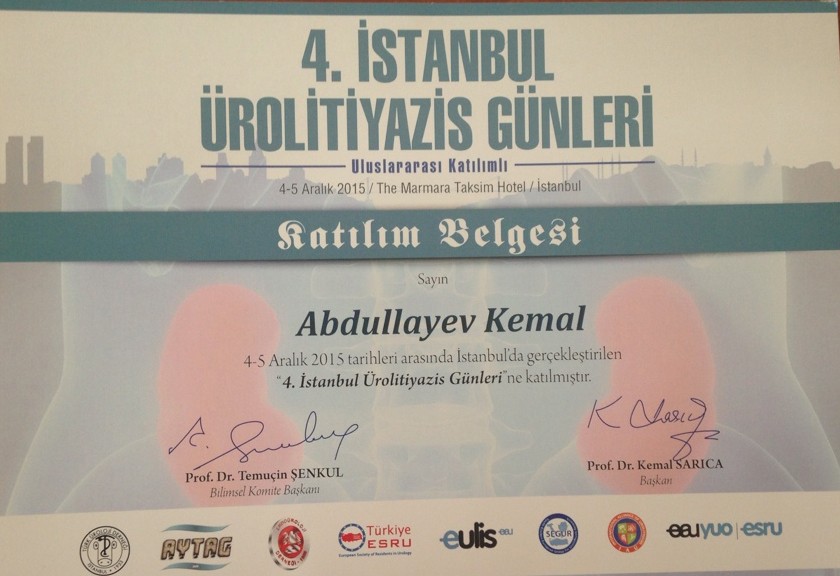 4. İSTANBUL
ÜROLİTİYAZİS GÜNLERİ
Uluslararası Katılımlı
4-5 Aralık 2015 / The Marmara Taksim Hotel / İstanbul
Katılım Belgesi
Sayın
Abdullayev Kemal
4-5 Aralık 2015 tarihleri arasında İstanbul'da gerçekleştirilen
"4. İstanbul Ürolitiyazis Günleri"ne katılmıştır.
Prof. Dr. Temuçin ŞENKUL
Bilimsel Komite Başkanı
Prof. Dr. Kemal SARICA
Başkan
AYTAG
Türkiye
ESRU
European Society of Residents in Urology
eulis eau
SEGÜR
eau yuo esru